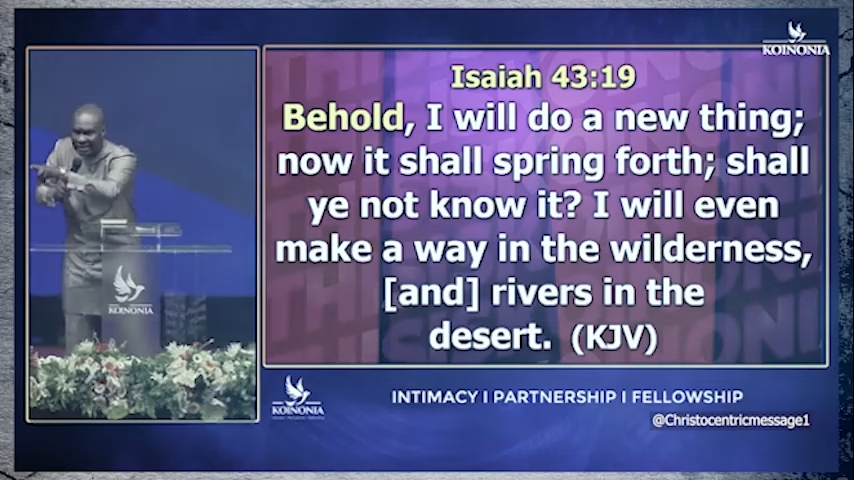 KOINONIA
Isaiah 43:19
Behold, I will do a new thing;
now it shall spring forth; shall
ye not know it? I will even
make a way in the wilderness,
[and] rivers in the
desert. (KJV)
KOINONIA
KOINONIA
INTIMACY I PARTNERSHIP I FELLOWSHIP
@Christocentricmessage1